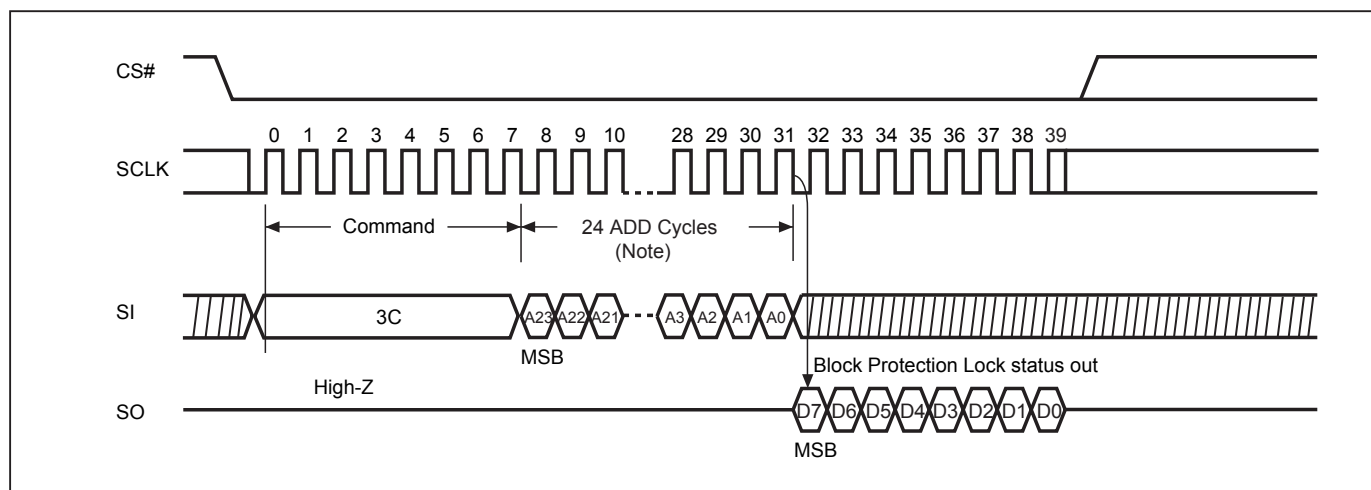 CS#
0 1 2 3 4 5 6 7 8 9 10 28 29 30 31 32 33 34 35 36 37 38 39
SCLK
Command
24 ADD Cycles
(Note)
SI
3C
A23 A22 A21 A3 A2 A1 A0
MSB
Block Protection Lock status out
High-Z
SO
D7 D6 D5 D4 D3 D2 D1 D0
MSB